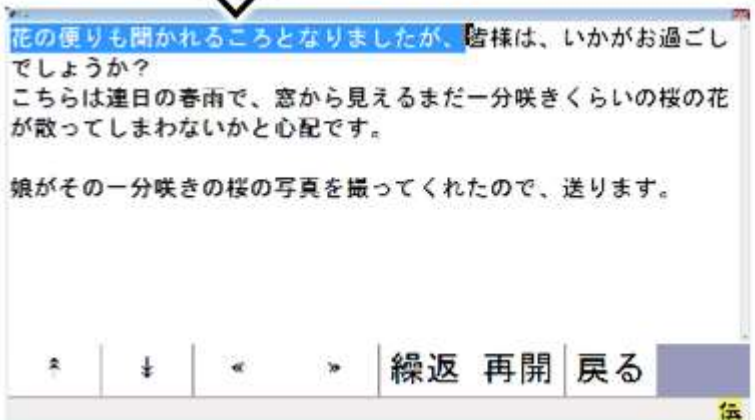 花の便りも聞かれるころとなりましたが、皆様は、いかがお過ごし
でしょうか?
こちらは連日の春雨で、窓から見えるまだ一分咲きくらいの桜の花
が散ってしまわないかと心配です。
娘がその一分咲きの桜の写真を撮ってくれたので、送ります。
繰返 再開 戻る
伝